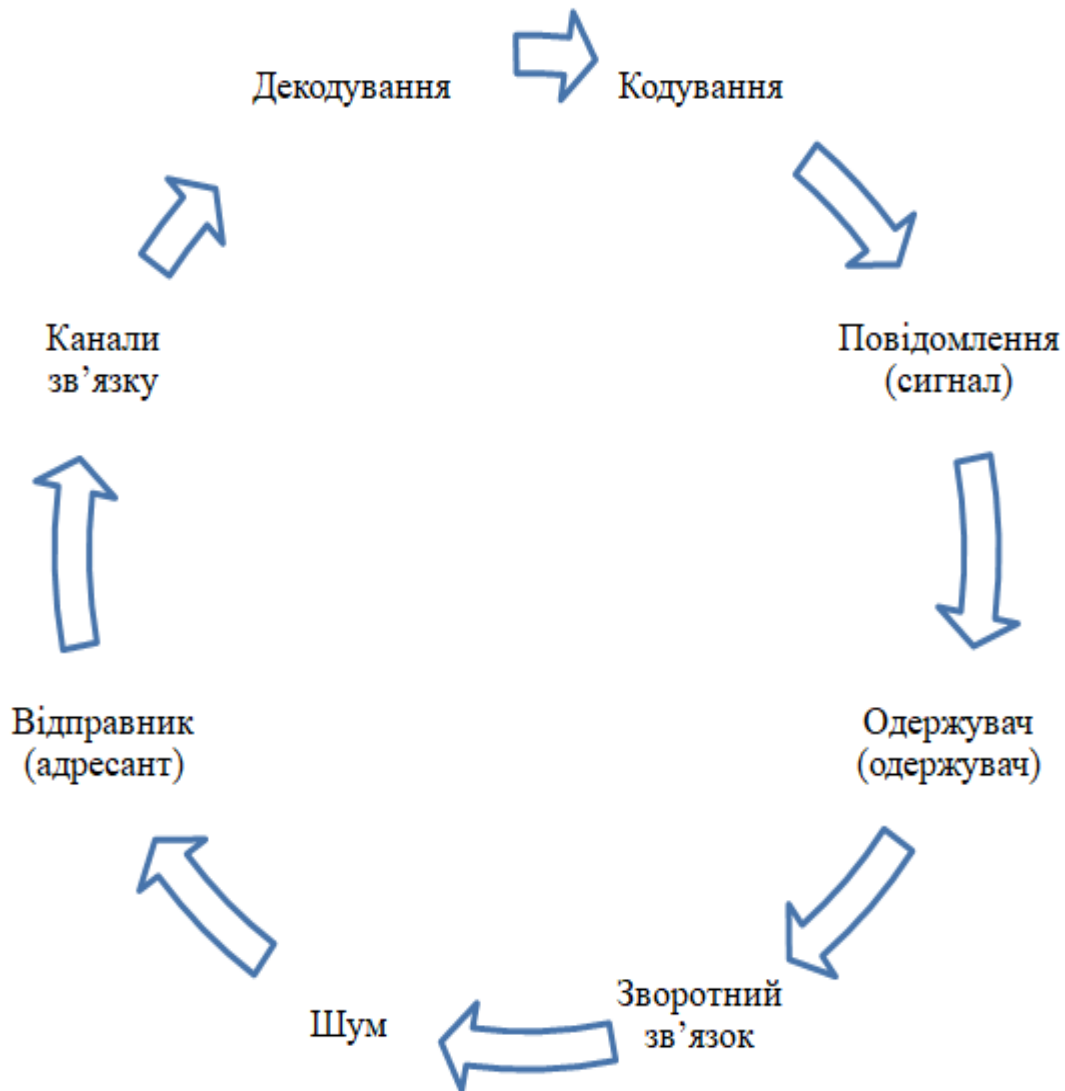 Декодування
Кодування
Канали
зв’язку
Повідомлення
(сигнал)
Відправник
(адресант)
Одержувач
(одержувач)
Шум
Зворотний
зв’язок